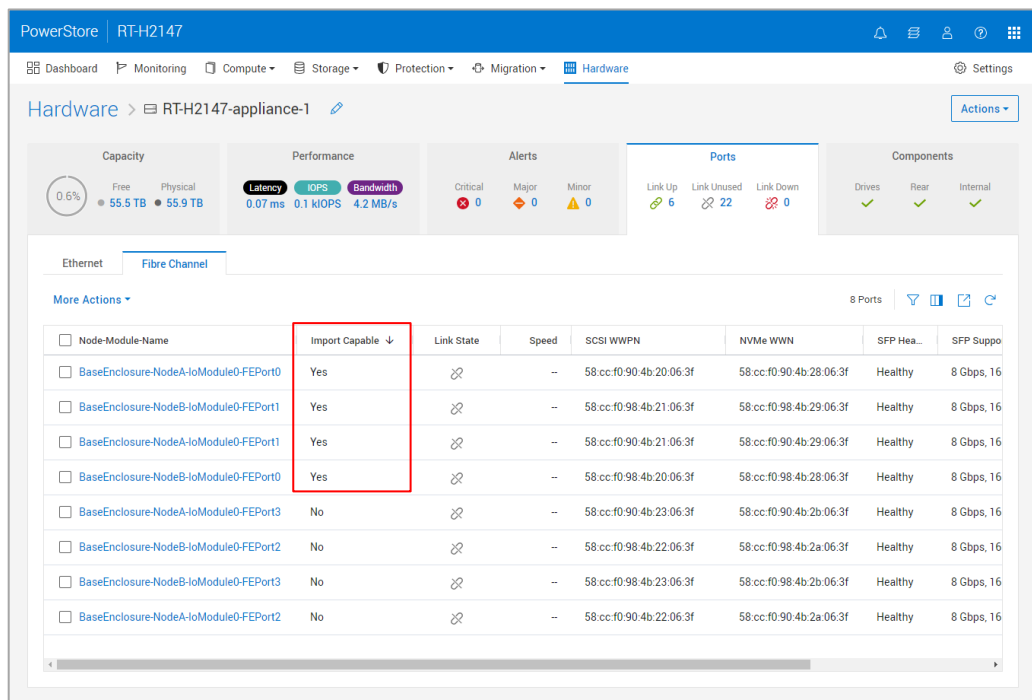 PowerStore RT-H2147
Dashboard Monitoring Compute Storage Protection Migration Hardware Settings
Hardware > RT-H2147-appliance-1 Actions
Capacity Performance Alerts Ports Components
0.6% Free Physical Latency IOPS Bandwidth Critical Major Minor Link Up Link Unused Link Down Drives Rear Internal
55.5 TB 55.9 TB 0.07 ms 0.1 kIOPS 4.2 MB/s 0 0 0 6 22 0
Ethernet Fibre Channel
More Actions 8 Ports
Node-Module-Name Import Capable ↓ Link State Speed SCSI WWPN NVMe WWN SFP Hea... SFP Suppo
BaseEnclosure-NodeA-IoModule0-FEPort0 Yes -- 58:cc:f0:90:4b:20:06:3f 58:cc:f0:90:4b:28:06:3f Healthy 8 Gbps, 16
BaseEnclosure-NodeB-IoModule0-FEPort1 Yes -- 58:cc:f0:98:4b:21:06:3f 58:cc:f0:98:4b:29:06:3f Healthy 8 Gbps, 16
BaseEnclosure-NodeA-IoModule0-FEPort1 Yes -- 58:cc:f0:90:4b:21:06:3f 58:cc:f0:90:4b:29:06:3f Healthy 8 Gbps, 16
BaseEnclosure-NodeB-IoModule0-FEPort0 Yes -- 58:cc:f0:98:4b:20:06:3f 58:cc:f0:98:4b:28:06:3f Healthy 8 Gbps, 16
BaseEnclosure-NodeA-IoModule0-FEPort3 No -- 58:cc:f0:90:4b:23:06:3f 58:cc:f0:90:4b:2b:06:3f Healthy 8 Gbps, 16
BaseEnclosure-NodeB-IoModule0-FEPort2 No -- 58:cc:f0:98:4b:22:06:3f 58:cc:f0:98:4b:2a:06:3f Healthy 8 Gbps, 16
BaseEnclosure-NodeB-IoModule0-FEPort3 No -- 58:cc:f0:98:4b:23:06:3f 58:cc:f0:98:4b:2b:06:3f Healthy 8 Gbps, 16
BaseEnclosure-NodeA-IoModule0-FEPort2 No -- 58:cc:f0:90:4b:22:06:3f 58:cc:f0:90:4b:2a:06:3f Healthy 8 Gbps, 16